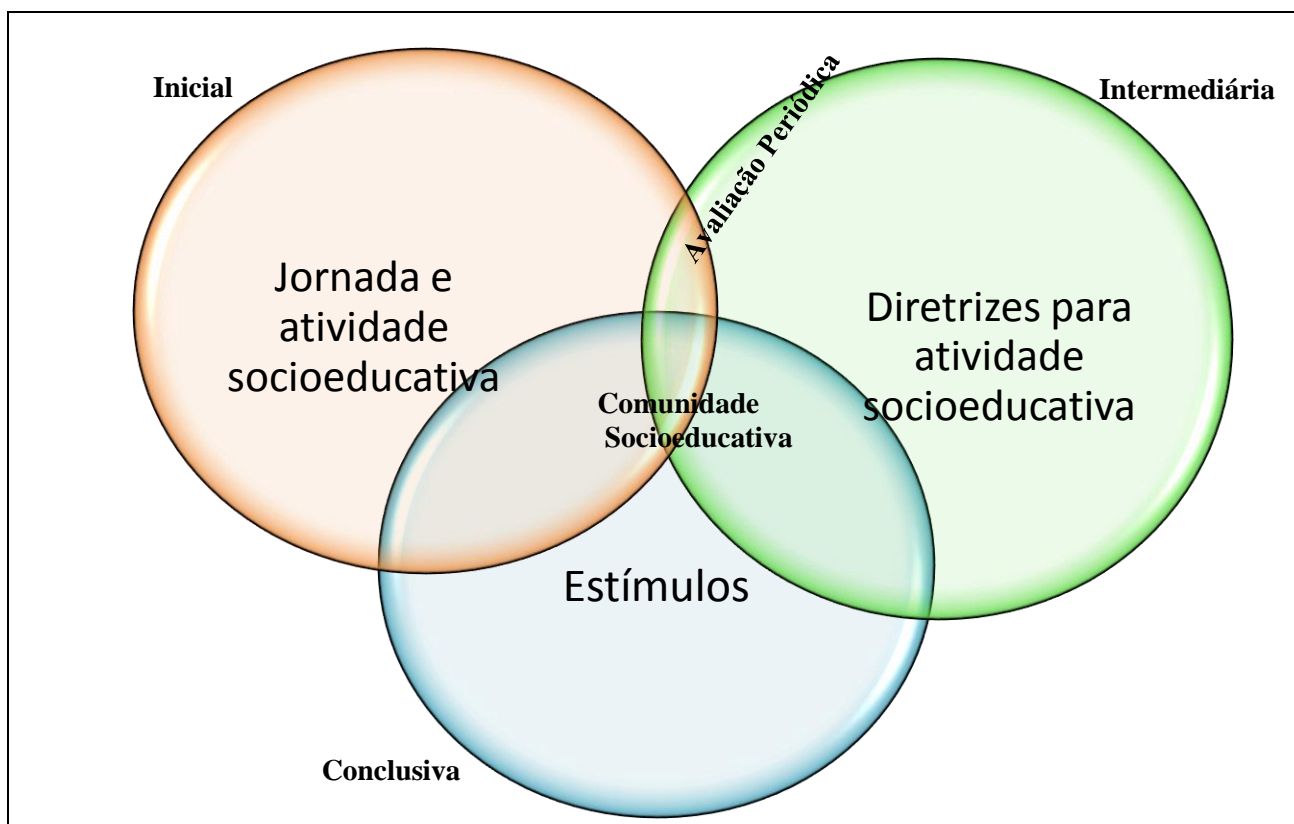 Inicial
Avaliação Periódica
Intermediária
Jornada e
atividade
socioeducativa
Diretrizes para
atividade
socioeducativa
Comunidade
Socioeducativa
Estímulos
Conclusiva